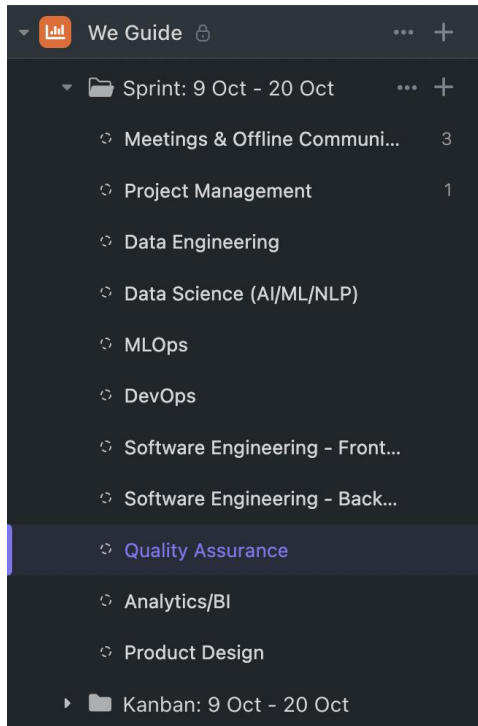 We Guide
Sprint: 9 Oct - 20 Oct
Meetings & Offline Communi... 3
Project Management 1
Data Engineering
Data Science (AI/ML/NLP)
MLOps
DevOps
Software Engineering - Front...
Software Engineering - Back...
Quality Assurance
Analytics/BI
Product Design
Kanban: 9 Oct - 20 Oct